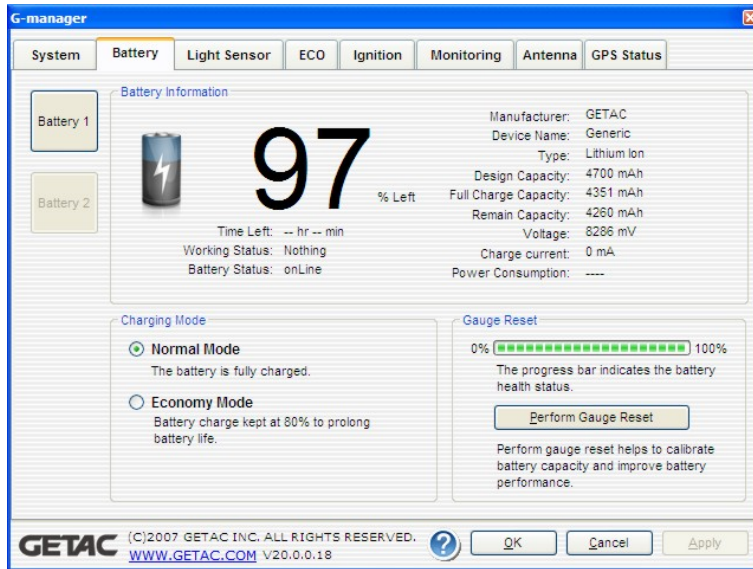 G-manager
System Battery Light Sensor ECO Ignition Monitoring Antenna GPS Status
Battery 1
Battery 2
Battery Information
97 % Left
Time Left: -- hr -- min
Working Status: Nothing
Battery Status: onLine
Manufacturer: GETAC
Device Name: Generic
Type: Lithium Ion
Design Capacity: 4700 mAh
Full Charge Capacity: 4351 mAh
Remain Capacity: 4260 mAh
Voltage: 8286 mV
Charge current: 0 mA
Power Consumption: ----
Charging Mode
Normal Mode
The battery is fully charged.
Economy Mode
Battery charge kept at 80% to prolong
battery life.
Gauge Reset
0% 100%
The progress bar indicates the battery
health status.
Perform Gauge Reset
Perform gauge reset helps to calibrate
battery capacity and improve battery
performance.
GETAC
(C)2007 GETAC INC. ALL RIGHTS RESERVED.
WWW.GETAC.COM V20.0.0.18
? OK Cancel Apply